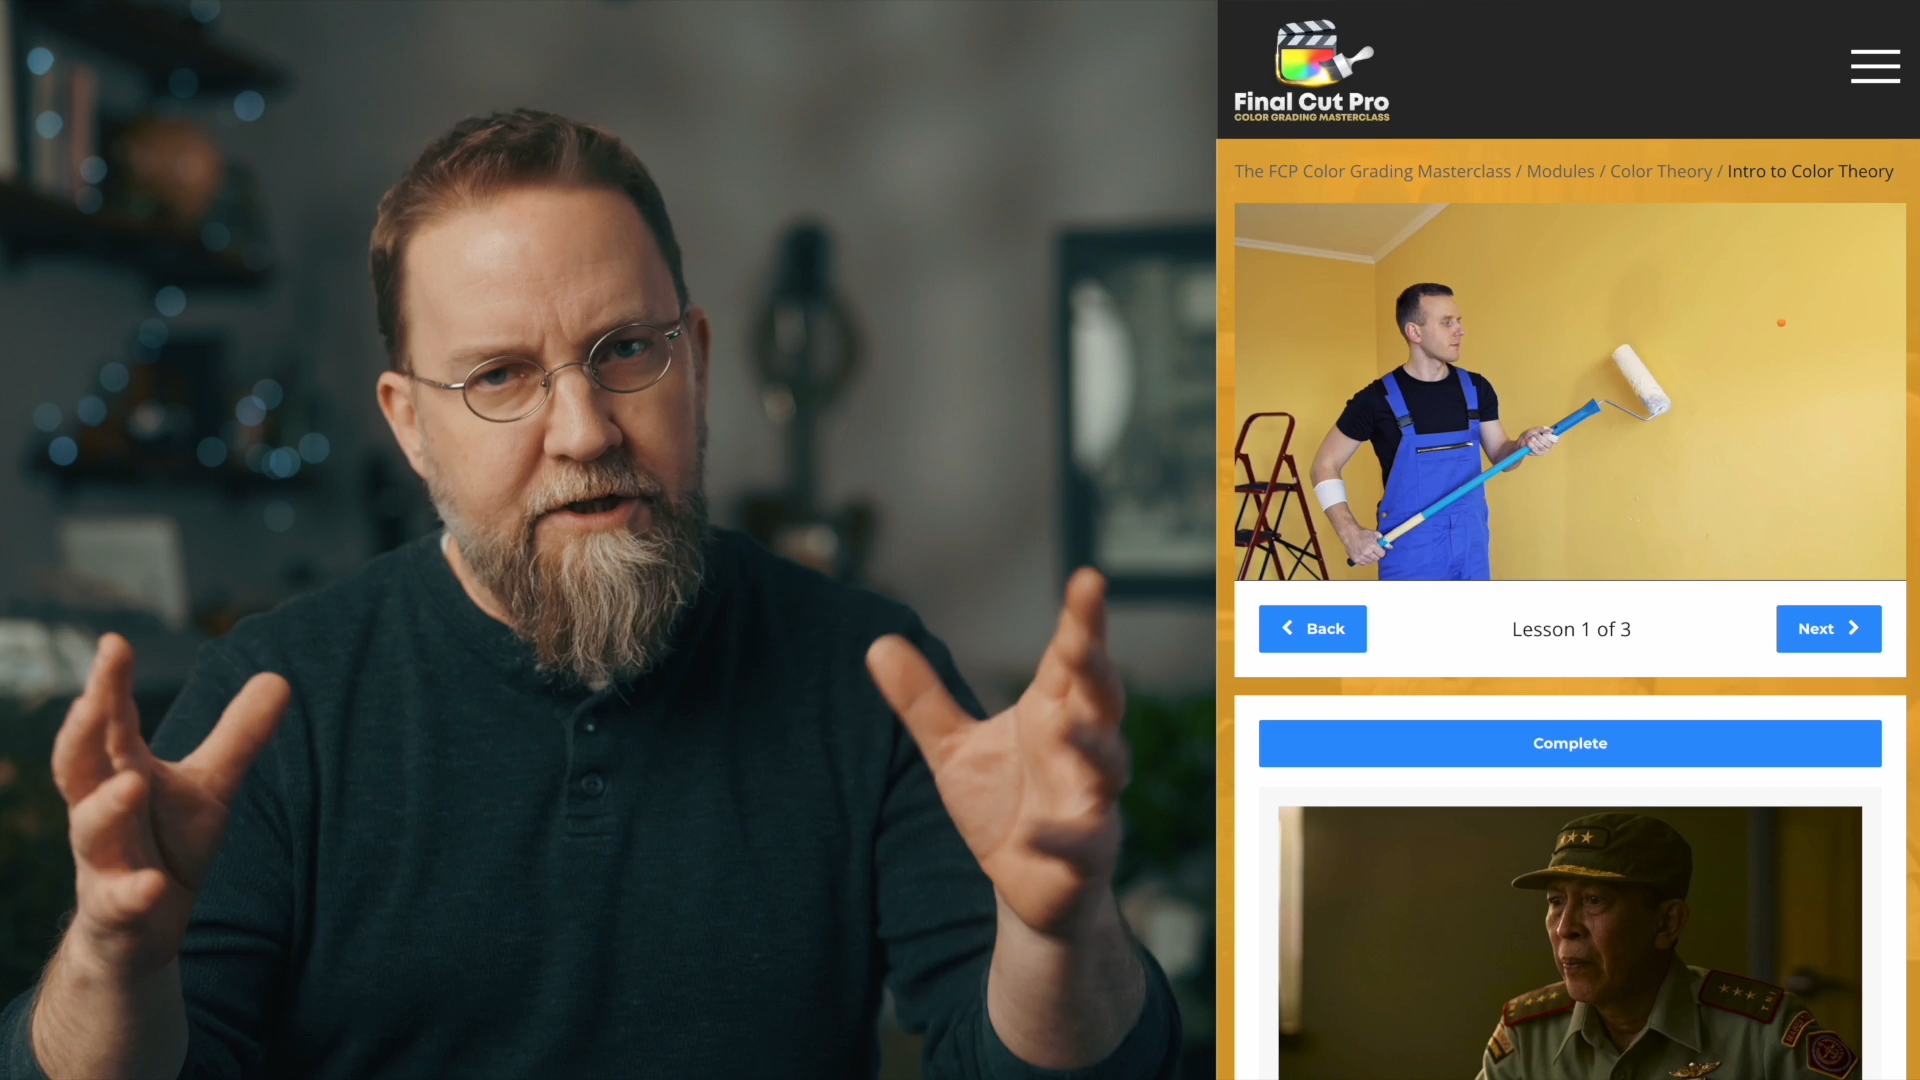 Final Cut Pro
COLOR GRADING MASTERCLASS
The FCP Color Grading Masterclass / Modules / Color Theory / Intro to Color Theory
Back
Lesson 1 of 3
Next
Complete